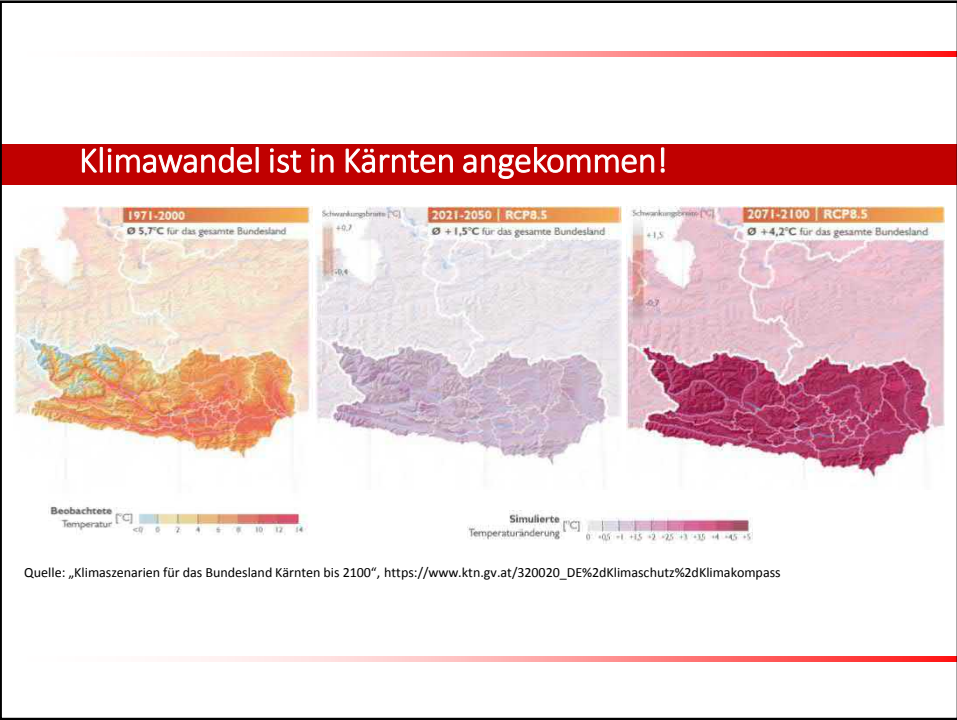 Klimawandel ist in Kärnten angekommen!
1971-2000
Ø 5,7°C für das gesamte Bundesland
Schwankungsbreite [°C]
+0,7
-0,4
2021-2050 | RCP8.5
Ø +1,5°C für das gesamte Bundesland
Schwankungsbreite [°C]
+1,5
-0,7
2071-2100 | RCP8.5
Ø +4,2°C für das gesamte Bundesland
Beobachtete
Temperatur [°C]
<0 0 2 4 6 8 10 12 14
Simulierte
Temperaturänderung [°C]
0 +0,5 +1 +1,5 +2 +2,5 +3 +3,5 +4 +4,5 +5
Quelle: „Klimaszenarien für das Bundesland Kärnten bis 2100“, https://www.ktn.gv.at/320020_DE%2dKlimaschutz%2dKlimakompass